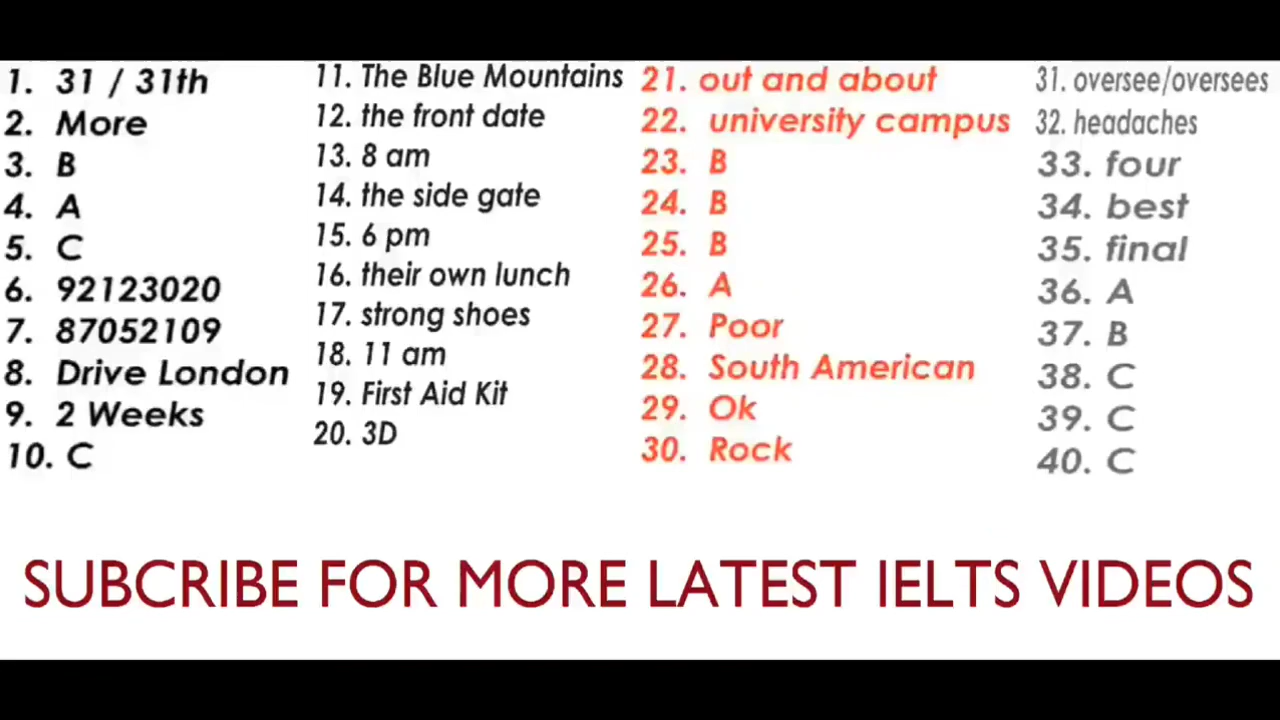 1. 31 / 31th
2. More
3. B
4. A
5. C
6. 92123020
7. 87052109
8. Drive London
9. 2 Weeks
10. C
11. The Blue Mountains
12. the front date
13. 8 am
14. the side gate
15. 6 pm
16. their own lunch
17. strong shoes
18. 11 am
19. First Aid Kit
20. 3D
21. out and about
22. university campus
23. B
24. B
25. B
26. A
27. Poor
28. South American
29. Ok
30. Rock
31. oversee/oversees
32. headaches
33. four
34. best
35. final
36. A
37. B
38. C
39. C
40. C
SUBCRIBE FOR MORE LATEST IELTS VIDEOS